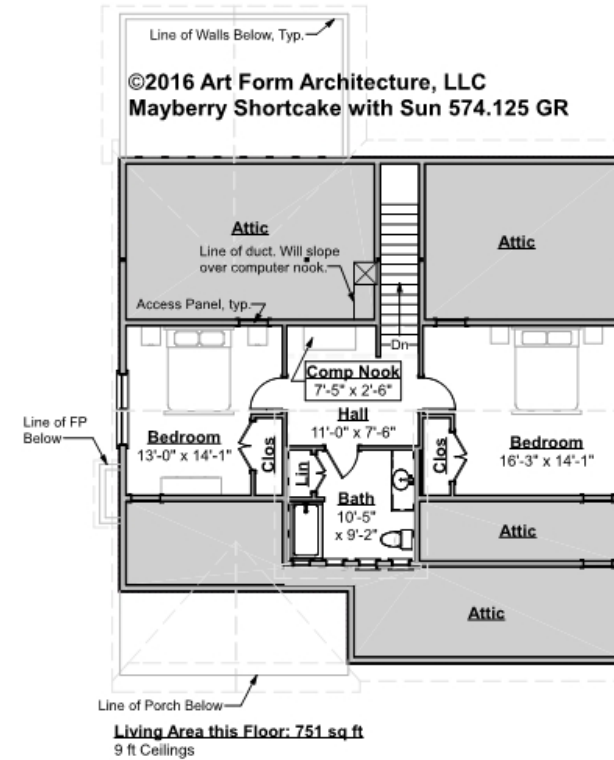 Line of Walls Below, Typ.
©2016 Art Form Architecture, LLC
Mayberry Shortcake with Sun 574.125 GR
Attic
Attic
Line of duct. Will slope
over computer nook.
Access Panel, typ.
Dn
Comp Nook
7'-5" x 2'-6"
Hall
11'-0" x 7'-6"
Line of FP
Below
Bedroom
13'-0" x 14'-1"
Clos
Clos
Bedroom
16'-3" x 14'-1"
Lin
Bath
10'-5"
x 9'-2"
Attic
Attic
Line of Porch Below
Living Area this Floor: 751 sq ft
9 ft Ceilings